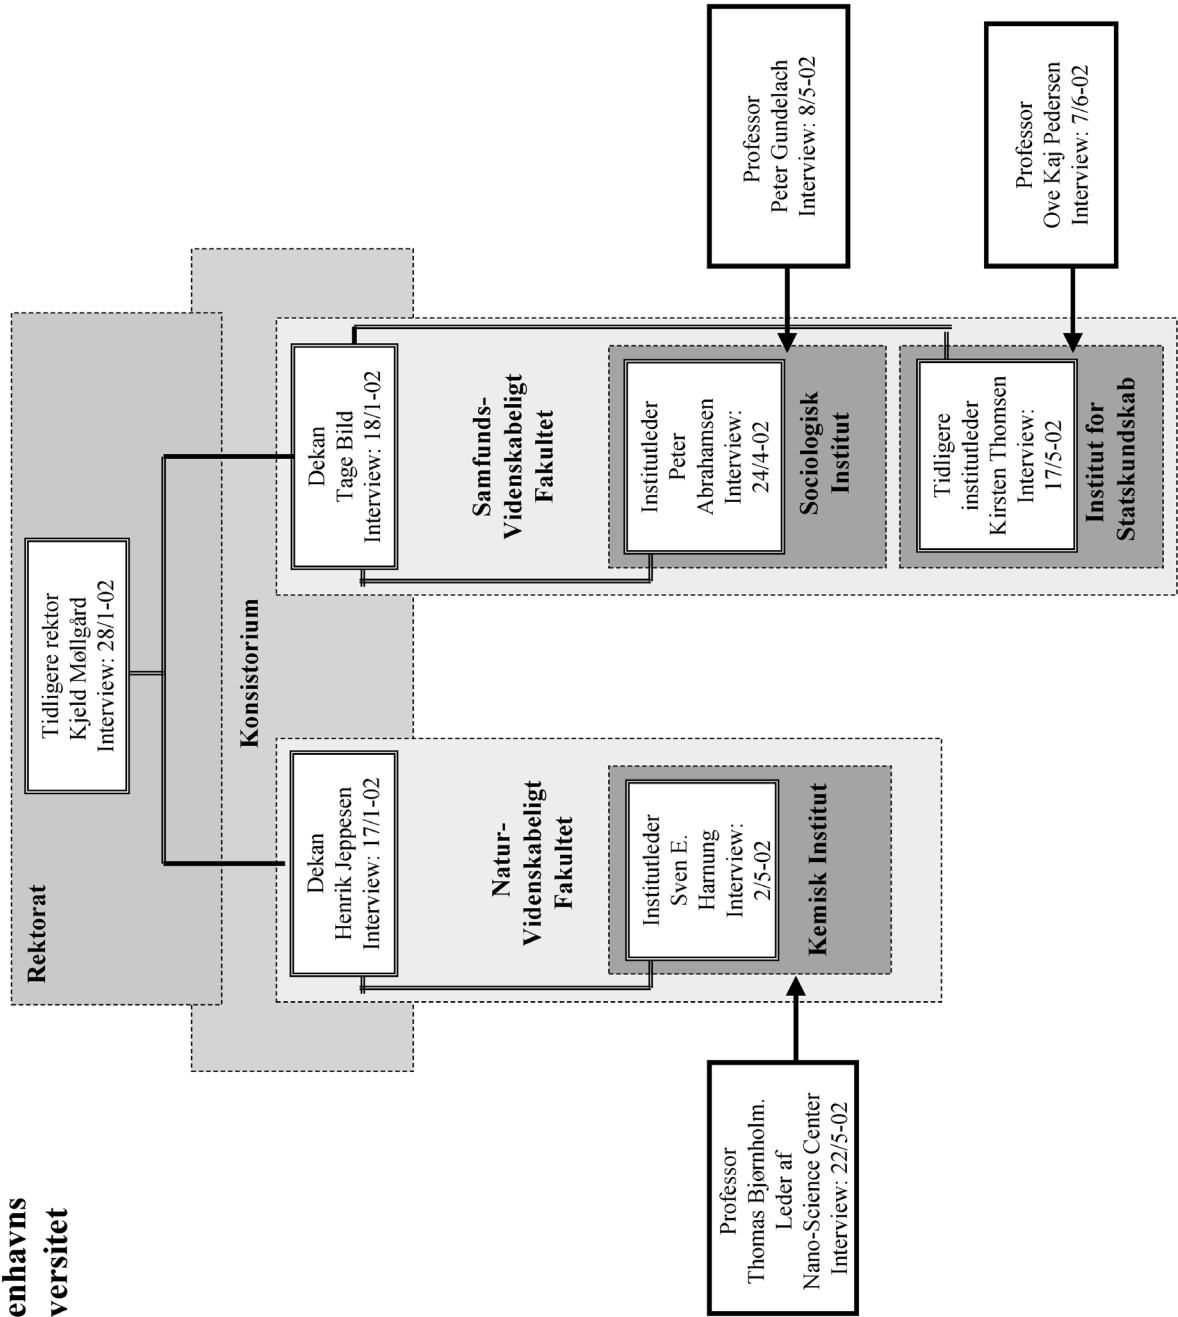 enhavns
versitet
Rektorat
Tidligere rektor
Kjeld Møllgård
Interview: 28/1-02
Konsistorium
Dekan
Henrik Jeppesen
Interview: 17/1-02
Dekan
Tage Bild
Interview: 18/1-02
Natur-
Videnskabeligt
Fakultet
Samfunds-
Videnskabeligt
Fakultet
Institutleder
Sven E.
Harnung
Interview:
2/5-02
Kemisk Institut
Institutleder
Peter
Abrahamsen
Interview:
24/4-02
Sociologisk
Institut
Tidligere
institutleder
Kirsten Thomsen
Interview:
17/5-02
Institut for
Statskundskab
Professor
Thomas Bjørnholm.
Leder af
Nano-Science Center
Interview: 22/5-02
Professor
Peter Gundelach
Interview: 8/5-02
Professor
Ove Kaj Pedersen
Interview: 7/6-02